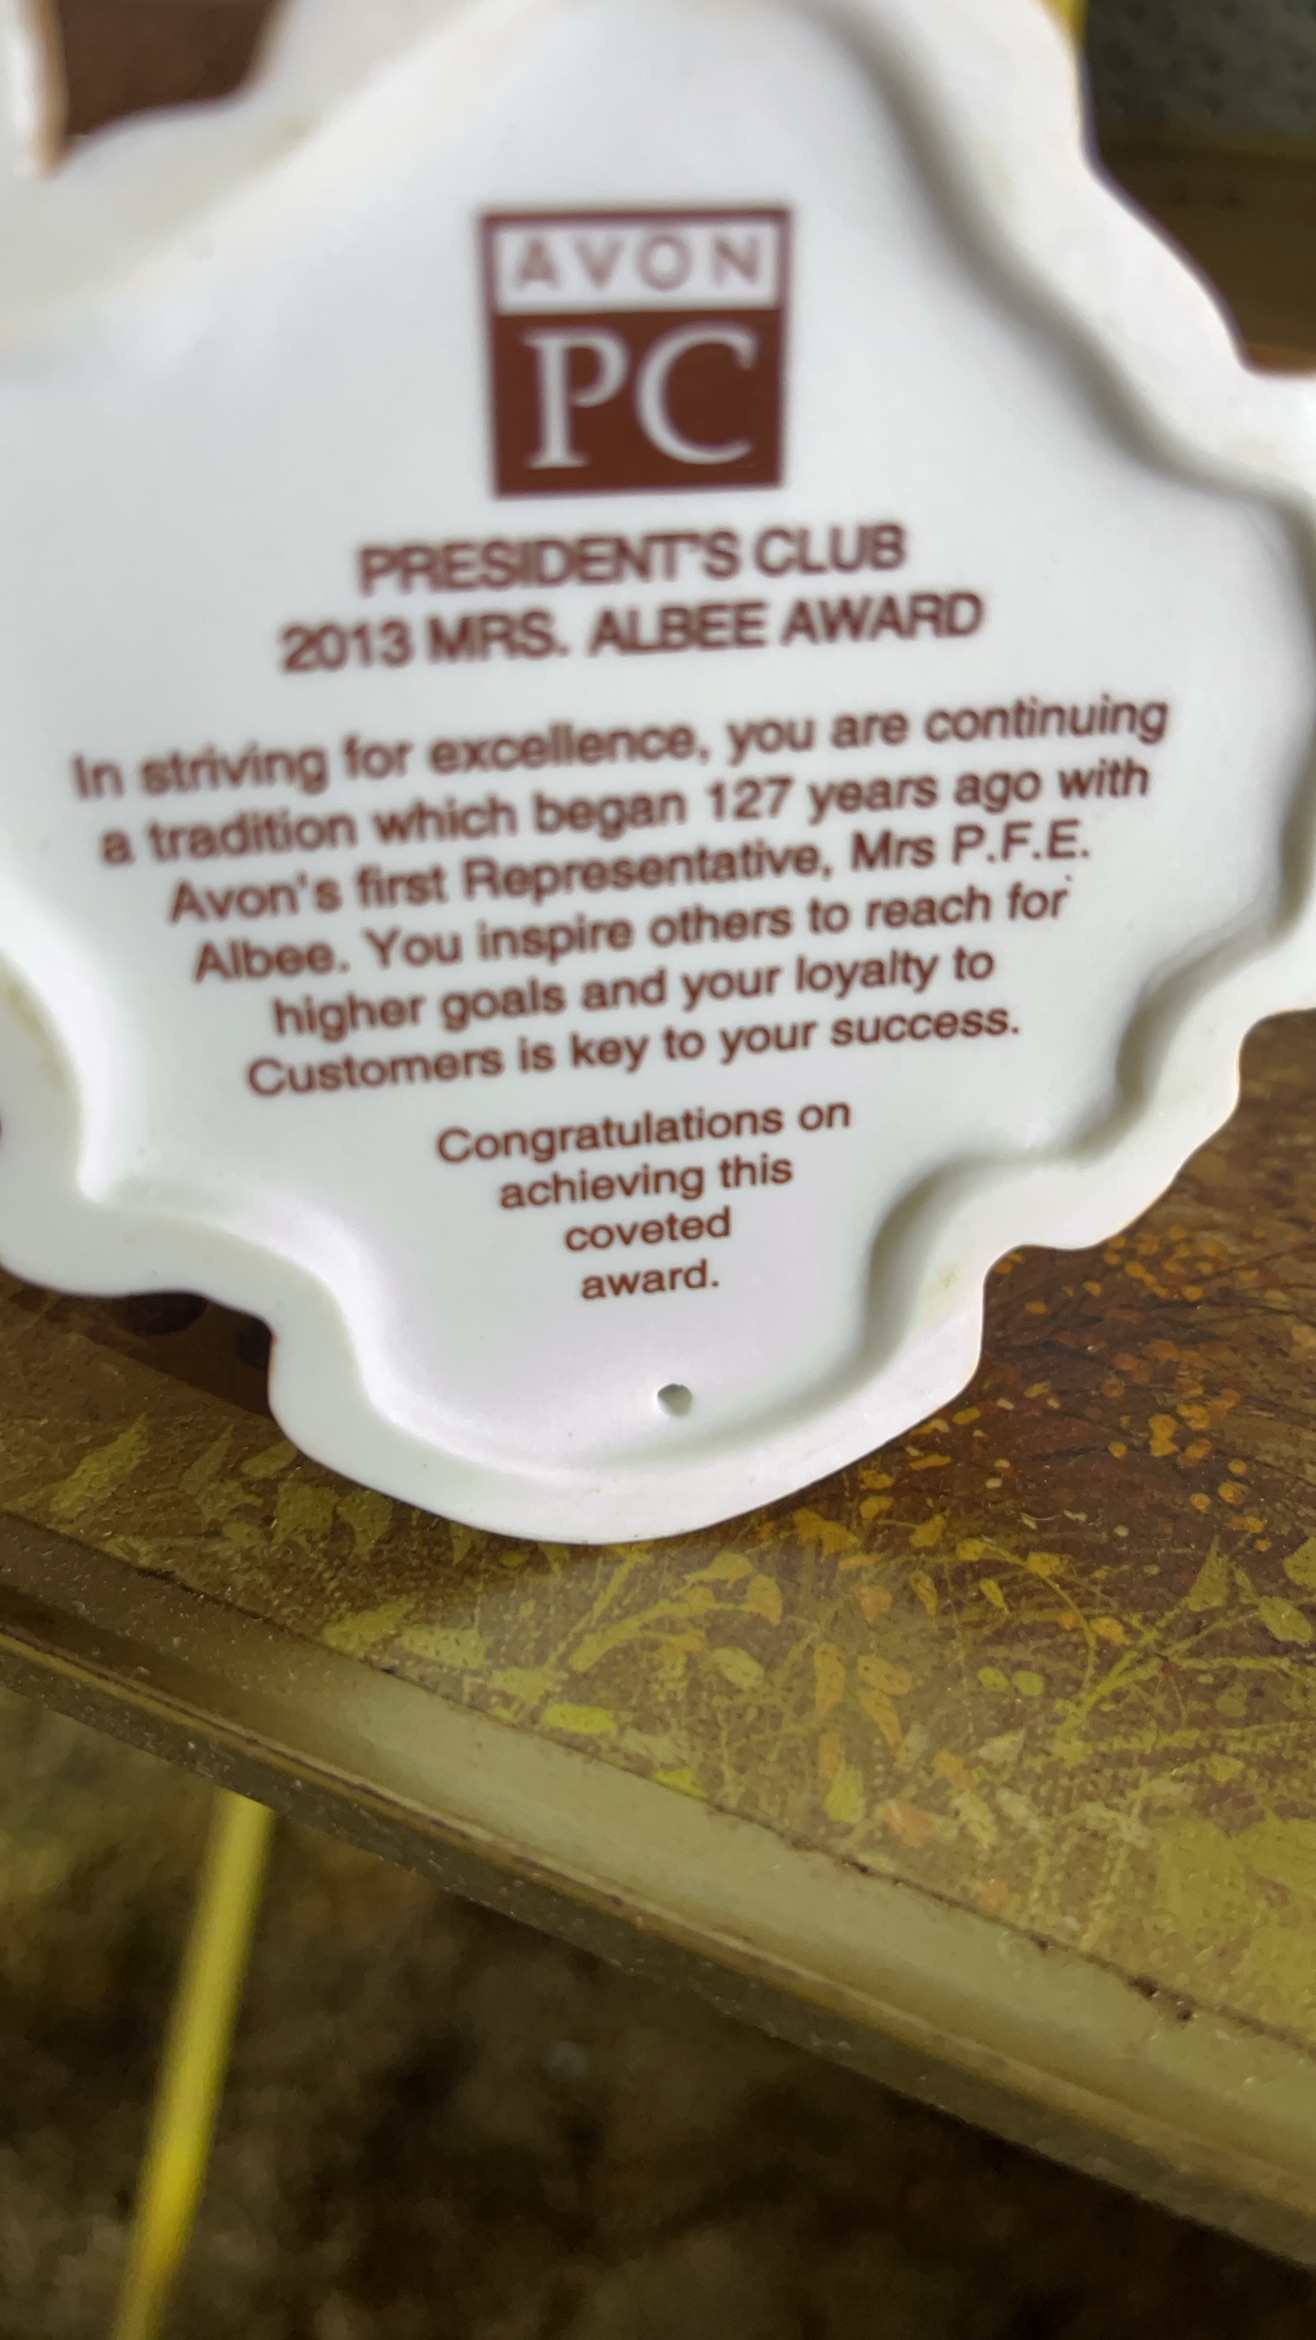 AVON
PC
PRESIDENT'S CLUB
2013 MRS. ALBEE AWARD
In striving for excellence, you are continuing
a tradition which began 127 years ago with
Avon's first Representative, Mrs P.F.E.
Albee. You inspire others to reach for
higher goals and your loyalty to
Customers is key to your success.
Congratulations on
achieving this
coveted
award.